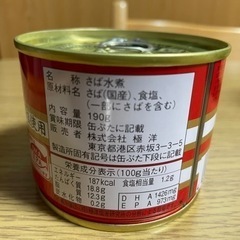 名称 さば水煮
原材料名 さば(国産)、食塩、
(一部にさばを含む)
内容量 190g
賞味期限 缶ぶたに記載
販売者 株式会社 極洋
東京都港区赤坂3-3-5
製造所固有記号は缶ぶた下段に記載
栄養成分表示(100g当たり)
187kcal 食塩相当量 1.2g
18.8g
12.3g DHA 1426mg
0.2g EPA 973mg